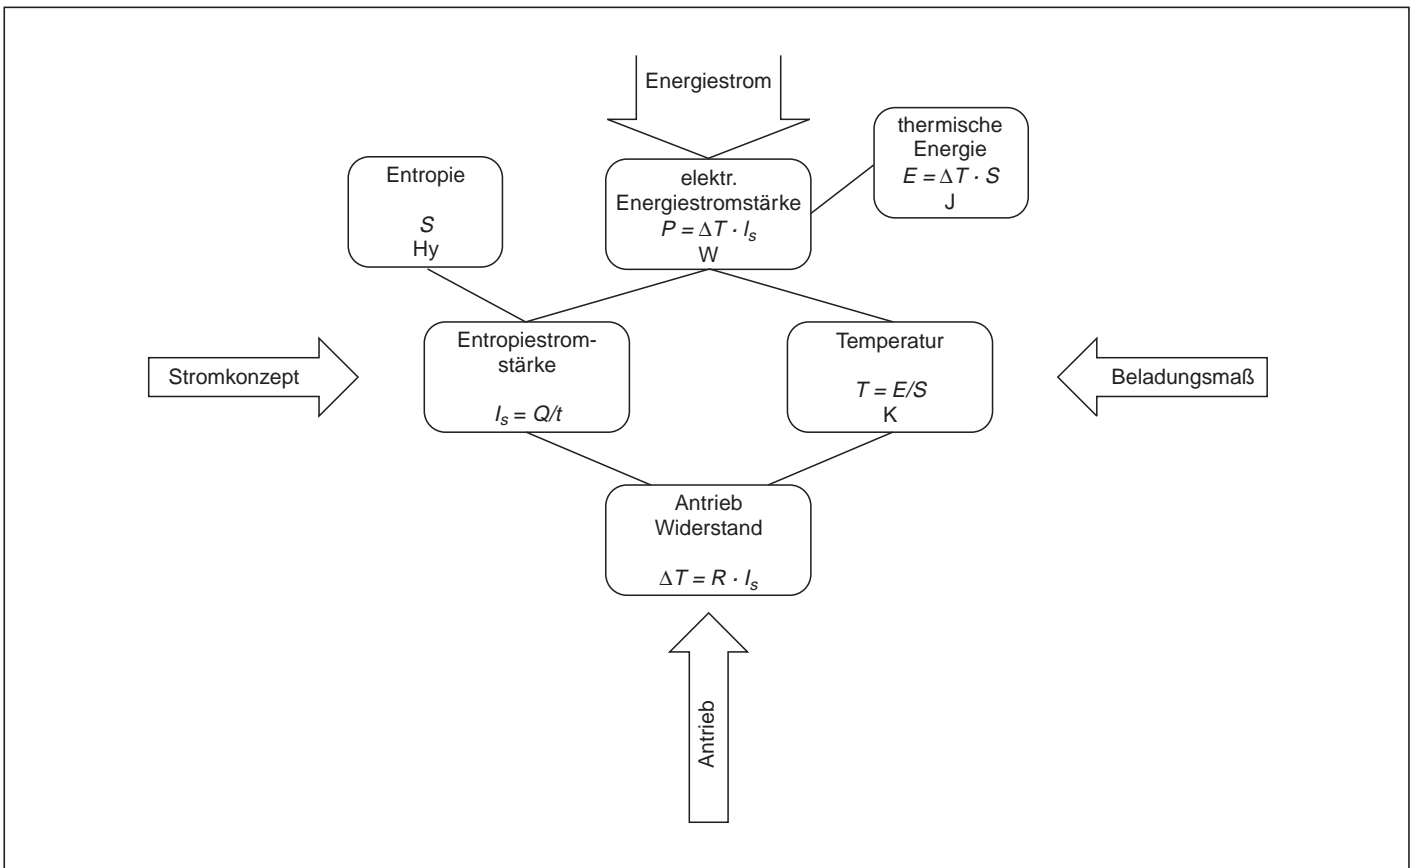 Energiestrom
thermische
Energie
E = ΔT · S
J
Entropie
S
Hy
elektr.
Energiestromstärke
P = ΔT · Is
W
Entropiestrom-
stärke
Is = Q/t
Temperatur
T = E/S
K
Stromkonzept
Beladungsmaß
Antrieb
Widerstand
ΔT = R · Is
Antrieb